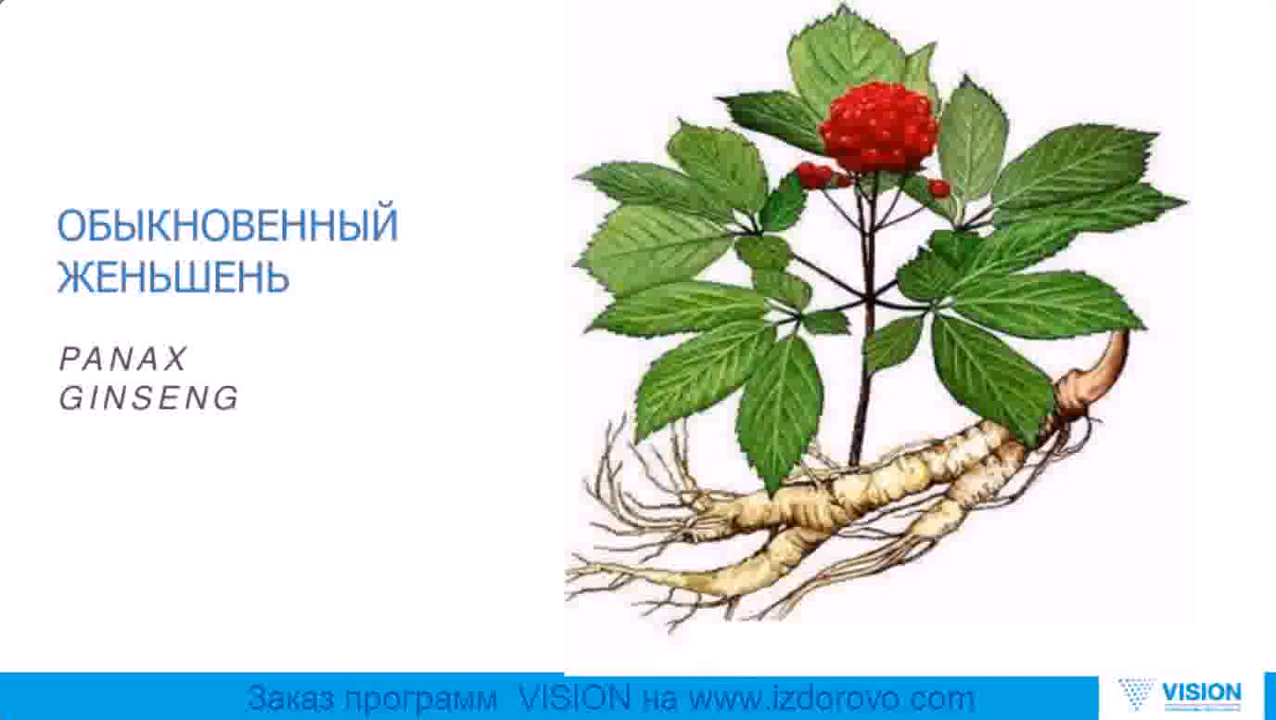 ОБЫКНОВЕННЫЙ
ЖЕНЬШЕНЬ
PANAX
GINSENG
Заказ программ VISION на www.izdorovo.com
VISION